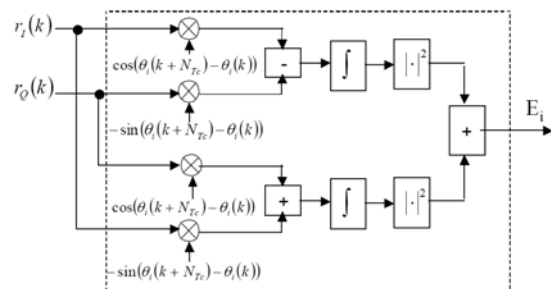 r_I(k)
cos(θ_i(k + N_Tc) − θ_i(k))
-
∫
|·|²
r_Q(k)
− sin(θ_i(k + N_Tc) − θ_i(k))
+
E_i
cos(θ_i(k + N_Tc) − θ_i(k))
+
∫
|·|²
− sin(θ_i(k + N_Tc) − θ_i(k))